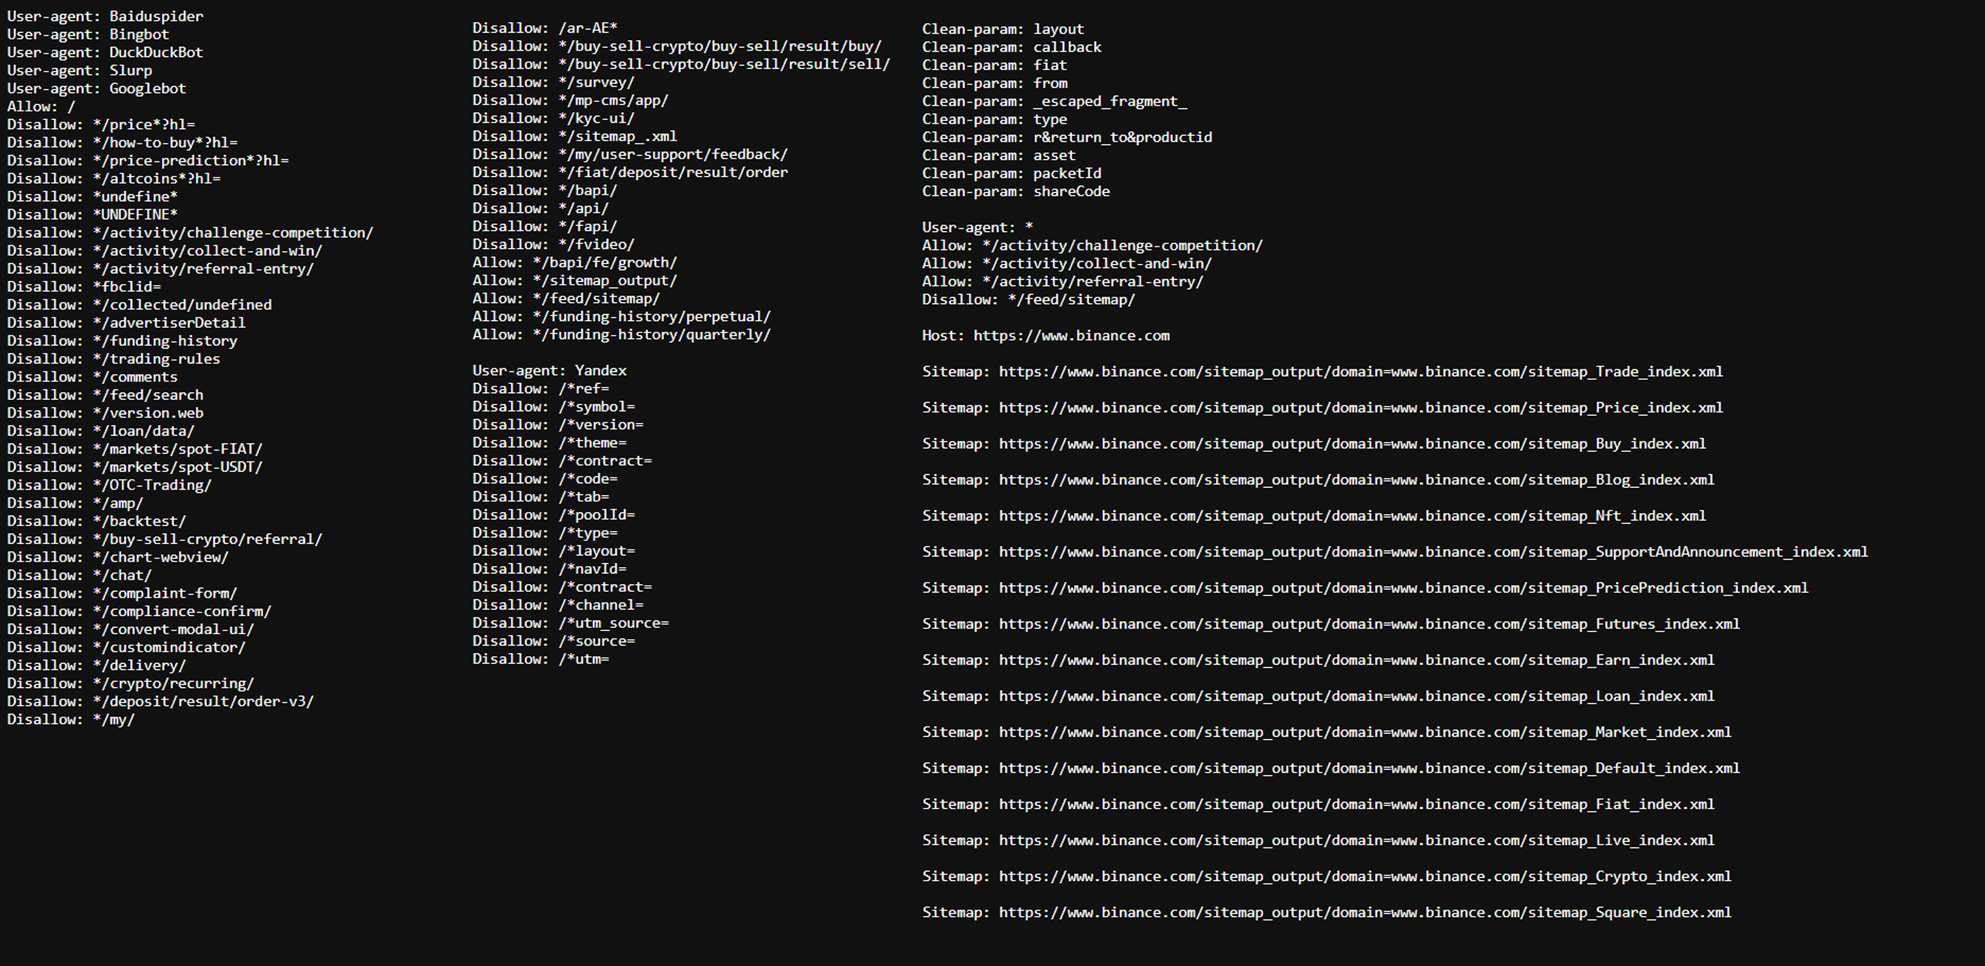 User-agent: Baiduspider
User-agent: Bingbot
User-agent: DuckDuckBot
User-agent: Slurp
User-agent: Googlebot
Allow: /
Disallow: */price*?hl=
Disallow: */how-to-buy*?hl=
Disallow: */price-prediction*?hl=
Disallow: */altcoins*?hl=
Disallow: *undefine*
Disallow: *UNDEFINE*
Disallow: */activity/challenge-competition/
Disallow: */activity/collect-and-win/
Disallow: */activity/referral-entry/
Disallow: *fbclid=
Disallow: */collected/undefined
Disallow: */advertiserDetail
Disallow: */funding-history
Disallow: */trading-rules
Disallow: */comments
Disallow: */feed/search
Disallow: */version.web
Disallow: */loan/data/
Disallow: */markets/spot-FIAT/
Disallow: */markets/spot-USDT/
Disallow: */OTC-Trading/
Disallow: */amp/
Disallow: */backtest/
Disallow: */buy-sell-crypto/referral/
Disallow: */chart-webview/
Disallow: */chat/
Disallow: */complaint-form/
Disallow: */compliance-confirm/
Disallow: */convert-modal-ui/
Disallow: */customindicator/
Disallow: */delivery/
Disallow: */crypto/recurring/
Disallow: */deposit/result/order-v3/
Disallow: */my/
Disallow: /ar-AE*
Disallow: */buy-sell-crypto/buy-sell/result/buy/
Disallow: */buy-sell-crypto/buy-sell/result/sell/
Disallow: */survey/
Disallow: */mp-cms/app/
Disallow: */kyc-ui/
Disallow: */sitemap_.xml
Disallow: */my/user-support/feedback/
Disallow: */fiat/deposit/result/order
Disallow: */bapi/
Disallow: */api/
Disallow: */fapi/
Disallow: */fvideo/
Allow: */bapi/fe/growth/
Allow: */sitemap_output/
Allow: */feed/sitemap/
Allow: */funding-history/perpetual/
Allow: */funding-history/quarterly/
User-agent: Yandex
Disallow: /*ref=
Disallow: /*symbol=
Disallow: /*version=
Disallow: /*theme=
Disallow: /*contract=
Disallow: /*code=
Disallow: /*tab=
Disallow: /*poolId=
Disallow: /*type=
Disallow: /*layout=
Disallow: /*navId=
Disallow: /*contract=
Disallow: /*channel=
Disallow: /*utm_source=
Disallow: /*source=
Disallow: /*utm=
Clean-param: layout
Clean-param: callback
Clean-param: fiat
Clean-param: from
Clean-param: _escaped_fragment_
Clean-param: type
Clean-param: r&return_to&productid
Clean-param: asset
Clean-param: packetId
Clean-param: shareCode
User-agent: *
Allow: */activity/challenge-competition/
Allow: */activity/collect-and-win/
Allow: */activity/referral-entry/
Disallow: */feed/sitemap/
Host: https://www.binance.com
Sitemap: https://www.binance.com/sitemap_output/domain=www.binance.com/sitemap_Trade_index.xml
Sitemap: https://www.binance.com/sitemap_output/domain=www.binance.com/sitemap_Price_index.xml
Sitemap: https://www.binance.com/sitemap_output/domain=www.binance.com/sitemap_Buy_index.xml
Sitemap: https://www.binance.com/sitemap_output/domain=www.binance.com/sitemap_Blog_index.xml
Sitemap: https://www.binance.com/sitemap_output/domain=www.binance.com/sitemap_Nft_index.xml
Sitemap: https://www.binance.com/sitemap_output/domain=www.binance.com/sitemap_SupportAndAnnouncement_index.xml
Sitemap: https://www.binance.com/sitemap_output/domain=www.binance.com/sitemap_PricePrediction_index.xml
Sitemap: https://www.binance.com/sitemap_output/domain=www.binance.com/sitemap_Futures_index.xml
Sitemap: https://www.binance.com/sitemap_output/domain=www.binance.com/sitemap_Earn_index.xml
Sitemap: https://www.binance.com/sitemap_output/domain=www.binance.com/sitemap_Loan_index.xml
Sitemap: https://www.binance.com/sitemap_output/domain=www.binance.com/sitemap_Market_index.xml
Sitemap: https://www.binance.com/sitemap_output/domain=www.binance.com/sitemap_Default_index.xml
Sitemap: https://www.binance.com/sitemap_output/domain=www.binance.com/sitemap_Fiat_index.xml
Sitemap: https://www.binance.com/sitemap_output/domain=www.binance.com/sitemap_Live_index.xml
Sitemap: https://www.binance.com/sitemap_output/domain=www.binance.com/sitemap_Crypto_index.xml
Sitemap: https://www.binance.com/sitemap_output/domain=www.binance.com/sitemap_Square_index.xml